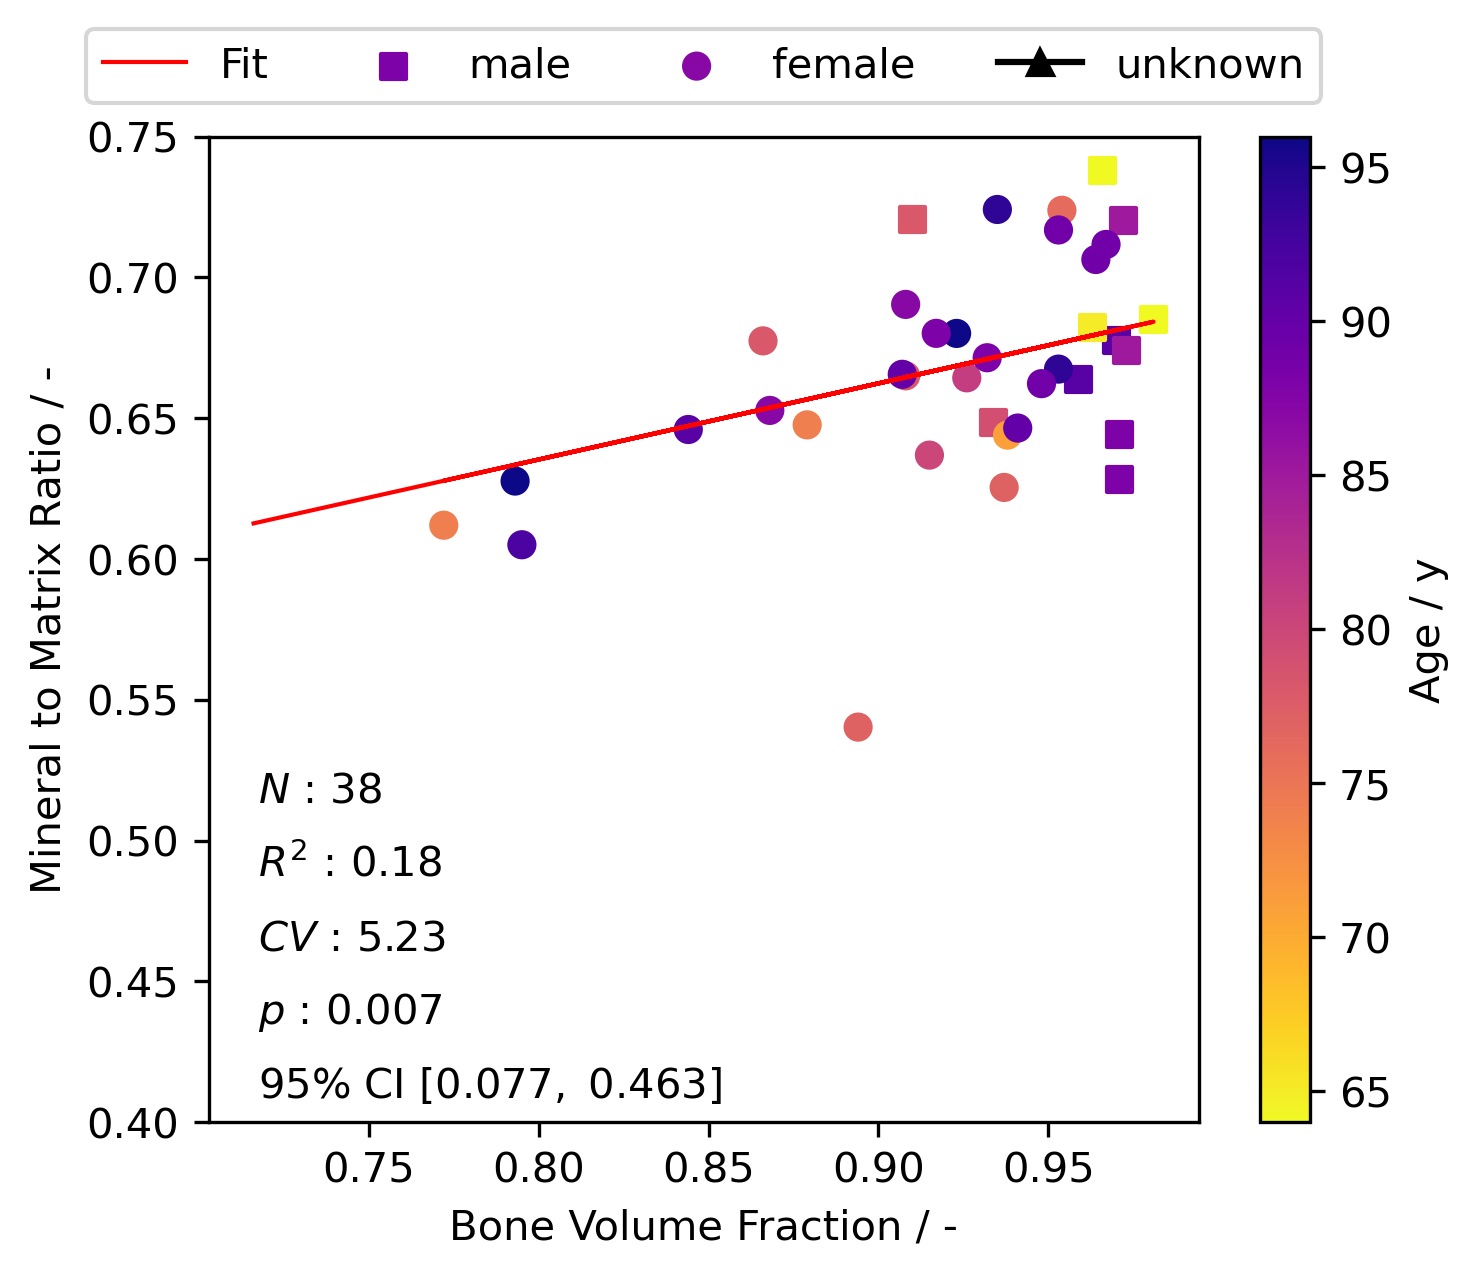 Fit male female unknown
0.75
0.70
0.65
0.60
0.55
0.50
0.45
0.40
Mineral to Matrix Ratio / -
N : 38
R² : 0.18
CV : 5.23
p : 0.007
95% CI [0.077, 0.463]
0.75 0.80 0.85 0.90 0.95
Bone Volume Fraction / -
95
90
85
80
75
70
65
Age / y